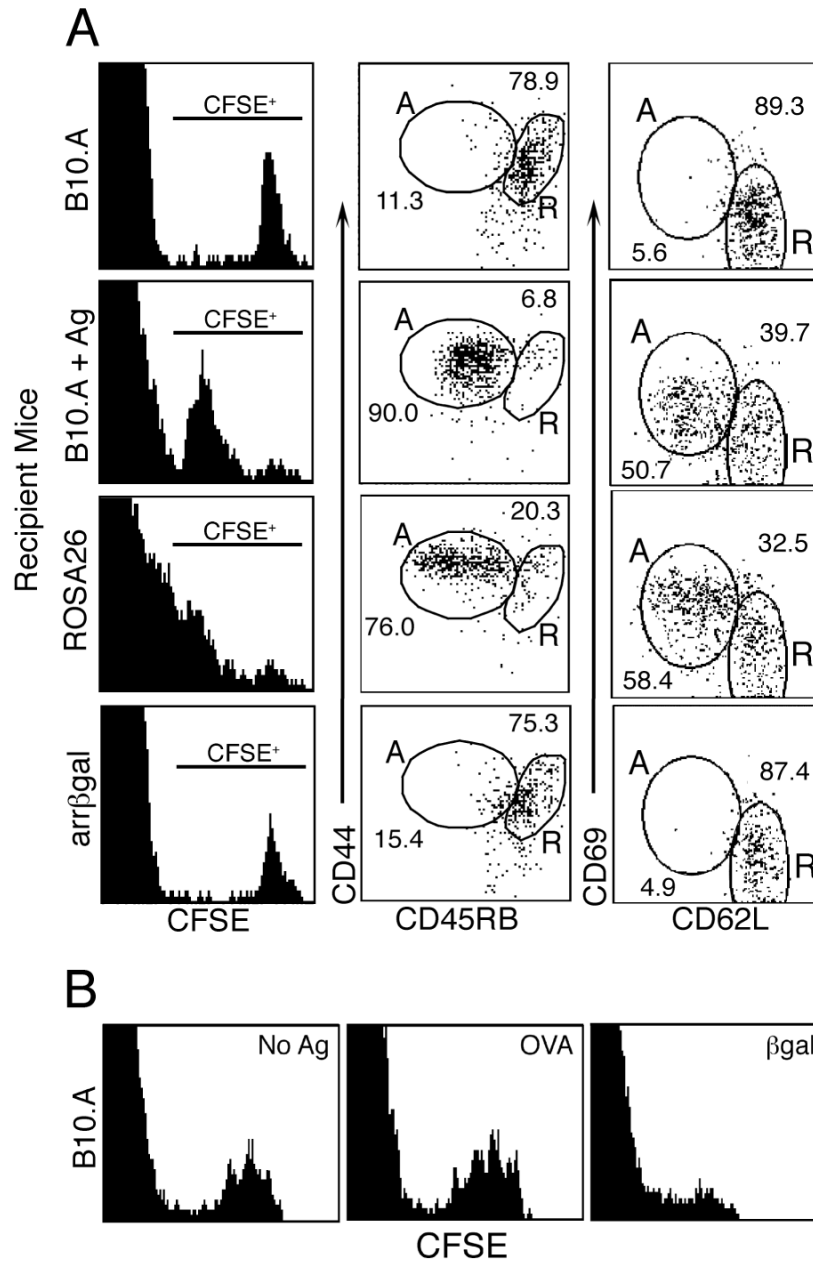 A
Recipient Mice
B10.A
CFSE⁺
A
78.9
11.3
R
A
89.3
5.6
R
B10.A + Ag
CFSE⁺
A
6.8
90.0
R
A
39.7
50.7
R
ROSA26
CFSE⁺
A
20.3
76.0
R
A
32.5
58.4
R
arrβgal
CFSE⁺
A
75.3
15.4
R
A
87.4
4.9
R
CFSE
CD44
CD45RB
CD69
CD62L
B
B10.A
No Ag
OVA
βgal
CFSE